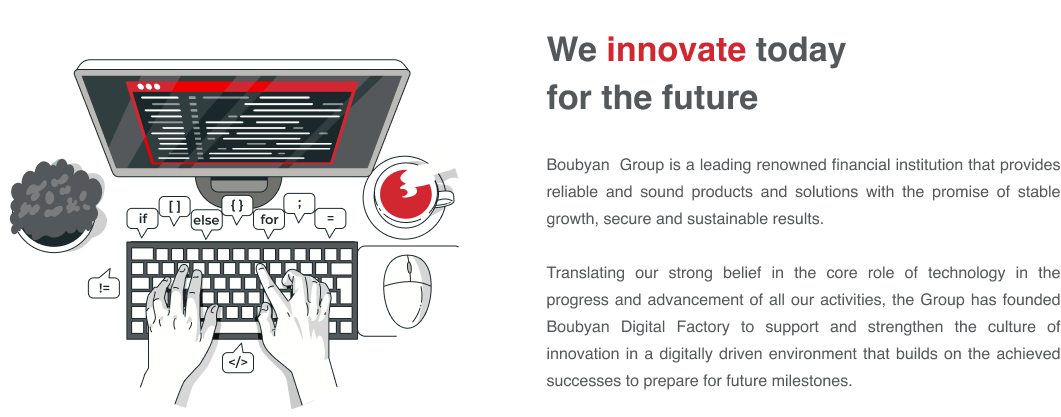 We innovate today
for the future
Boubyan  Group is a leading renowned financial institution that provides
reliable and sound products and solutions with the promise of stable
growth, secure and sustainable results.
Translating our strong belief in the core role of technology in the
progress and advancement of all our activities, the Group has founded
Boubyan Digital Factory to support and strengthen the culture of
innovation in a digitally driven environment that builds on the achieved
successes to prepare for future milestones.
[ ]
{ }
;
if
else
for
=
!=
</>